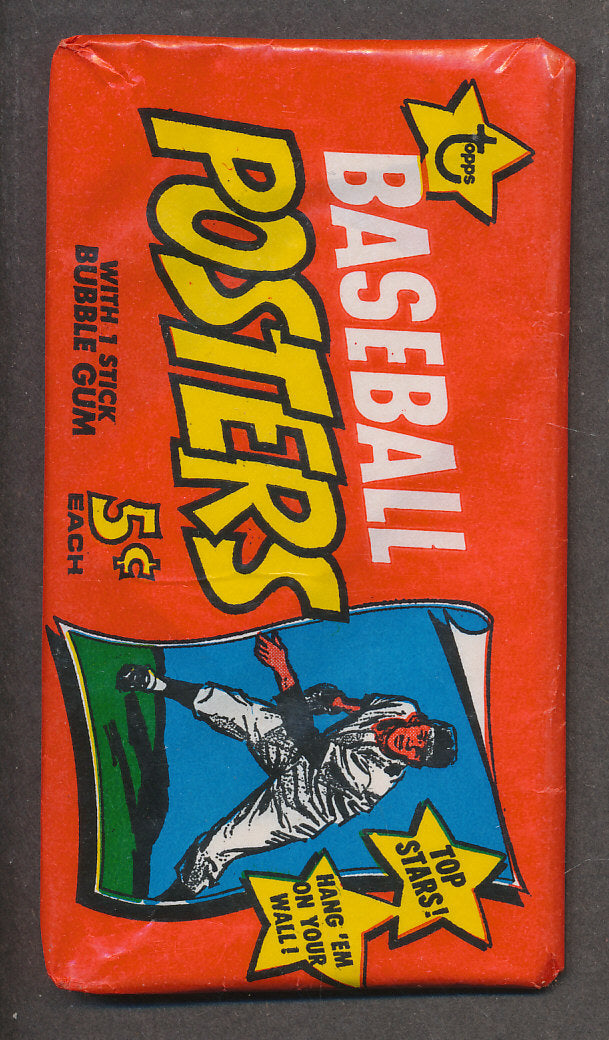 topps
BASEBALL
POSTERS
WITH 1 STICK
BUBBLE GUM
5¢
EACH
TOP
STARS!
HANG 'EM
ON YOUR
WALL!